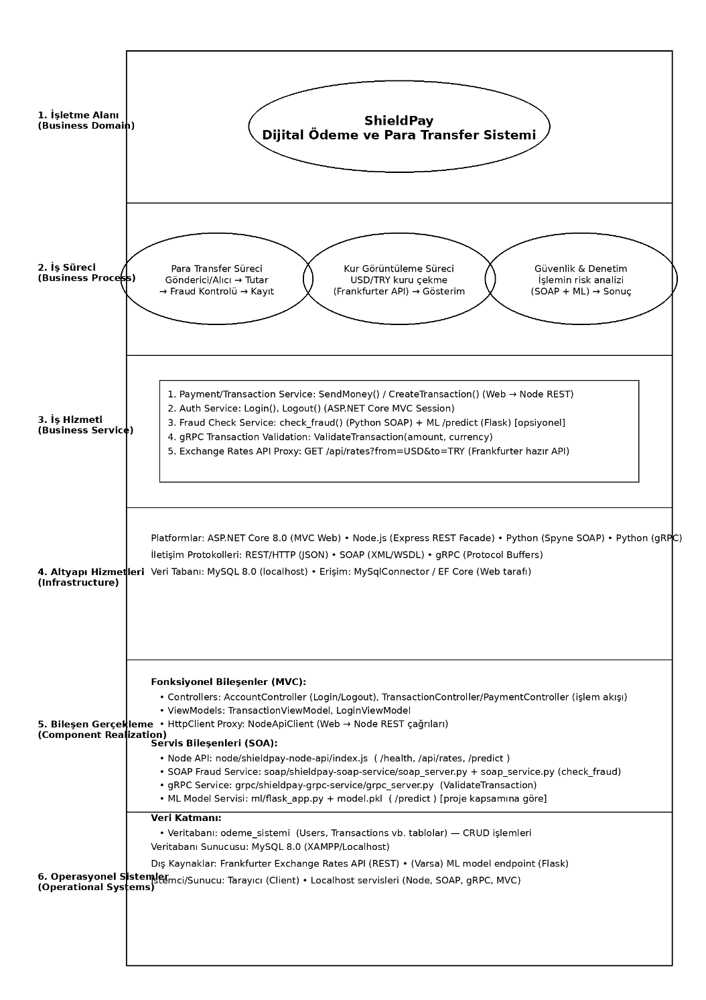 1. İşletme Alanı
(Business Domain)
ShieldPay
Dijital Ödeme ve Para Transfer Sistemi
2. İş Süreci
(Business Process)
Para Transfer Süreci
Gönderici/Alıcı → Tutar
→ Fraud Kontrolü → Kayıt
Kur Görüntüleme Süreci
USD/TRY kuru çekme
(Frankfurter API) → Gösterim
Güvenlik & Denetim
İşlemin risk analizi
(SOAP + ML) → Sonuç
3. İş Hizmeti
(Business Service)
1. Payment/Transaction Service: SendMoney() / CreateTransaction() (Web → Node REST)
2. Auth Service: Login(), Logout() (ASP.NET Core MVC Session)
3. Fraud Check Service: check_fraud() (Python SOAP) + ML /predict (Flask) [opsiyonel]
4. gRPC Transaction Validation: ValidateTransaction(amount, currency)
5. Exchange Rates API Proxy: GET /api/rates?from=USD&to=TRY (Frankfurter hazır API)
4. Altyapı Hizmetleri
(Infrastructure)
Platformlar: ASP.NET Core 8.0 (MVC Web) • Node.js (Express REST Facade) • Python (Spyne SOAP) • Python (gRPC)
İletişim Protokolleri: REST/HTTP (JSON) • SOAP (XML/WSDL) • gRPC (Protocol Buffers)
Veri Tabanı: MySQL 8.0 (localhost) • Erişim: MySqlConnector / EF Core (Web tarafı)
5. Bileşen Gerçekleme
(Component Realization)
Fonksiyonel Bileşenler (MVC):
• Controllers: AccountController (Login/Logout), TransactionController/PaymentController (işlem akışı)
• ViewModels: TransactionViewModel, LoginViewModel
• HttpClient Proxy: NodeApiClient (Web → Node REST çağrıları)
Servis Bileşenleri (SOA):
• Node API: node/shieldpay-node-api/index.js  ( /health, /api/rates, /predict )
• SOAP Fraud Service: soap/shieldpay-soap-service/soap_server.py + soap_service.py (check_fraud)
• gRPC Service: grpc/shieldpay-grpc-service/grpc_server.py  (ValidateTransaction)
• ML Model Servisi: ml/flask_app.py + model.pkl  ( /predict ) [proje kapsamına göre]
Veri Katmanı:
• Veritabanı: odeme_sistemi  (Users, Transactions vb. tablolar) — CRUD işlemleri
6. Operasyonel Sistemler
(Operational Systems)
Veritabanı Sunucusu: MySQL 8.0 (XAMPP/Localhost)
Dış Kaynaklar: Frankfurter Exchange Rates API (REST) • (Varsa) ML model endpoint (Flask)
İstemci/Sunucu: Tarayıcı (Client) • Localhost servisleri (Node, SOAP, gRPC, MVC)